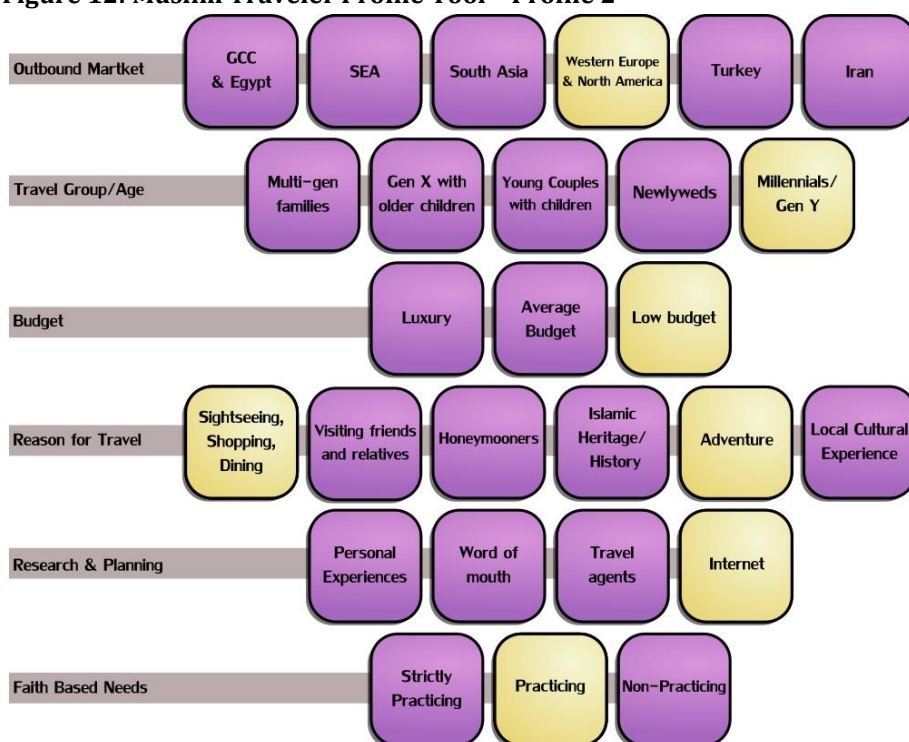 Figure 12: Muslim Traveler Profile Tool - Profile 2
Outbound Martket
GCC
& Egypt
SEA
South Asia
Western Europe
& North America
Turkey
Iran
Travel Group/Age
Multi-gen
families
Gen X with
older children
Young Couples
with children
Newlyweds
Millennials/
Gen Y
Budget
Luxury
Average
Budget
Low budget
Reason for Travel
Sightseeing,
Shopping,
Dining
Visiting friends
and relatives
Honeymooners
Islamic
Heritage/
History
Adventure
Local Cultural
Experience
Research & Planning
Personal
Experiences
Word of
mouth
Travel
agents
Internet
Faith Based Needs
Strictly
Practicing
Practicing
Non-Practicing